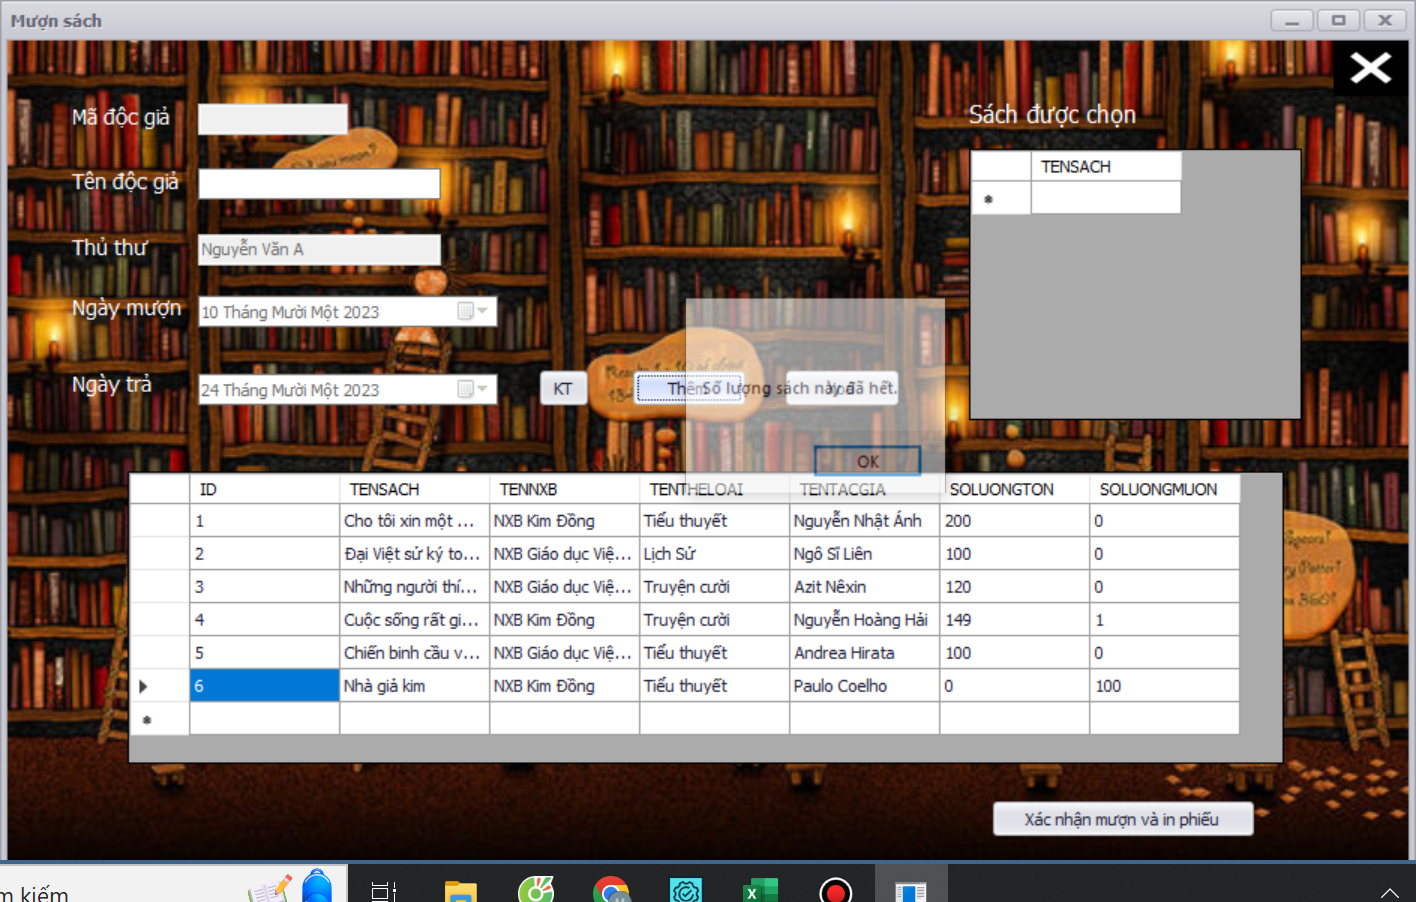 Mượn sách
Mã độc giả
Sách được chọn
TENSACH
Tên độc giả
Thủ thư
Nguyễn Văn A
Ngày mượn
10 Tháng Mười Một 2023
Ngày trả
24 Tháng Mười Một 2023
KT
Thêm
Xoá
Số lượng sách này đã hết.
OK
ID TENSACH TENNXB TENTHELOAI TENTACGIA SOLUONGTON SOLUONGMUON
1 Cho tôi xin một ... NXB Kim Đồng Tiểu thuyết Nguyễn Nhật Ánh 200 0
2 Đại Việt sử ký to... NXB Giáo dục Việ... Lịch Sử Ngô Sĩ Liên 100 0
3 Những người thí... NXB Giáo dục Việ... Truyện cười Azit Nêxin 120 0
4 Cuộc sống rất gi... NXB Kim Đồng Truyện cười Nguyễn Hoàng Hải 149 1
5 Chiến binh cầu v... NXB Giáo dục Việ... Tiểu thuyết Andrea Hirata 100 0
6 Nhà giả kim NXB Kim Đồng Tiểu thuyết Paulo Coelho 0 100
Xác nhận mượn và in phiếu
m kiếm